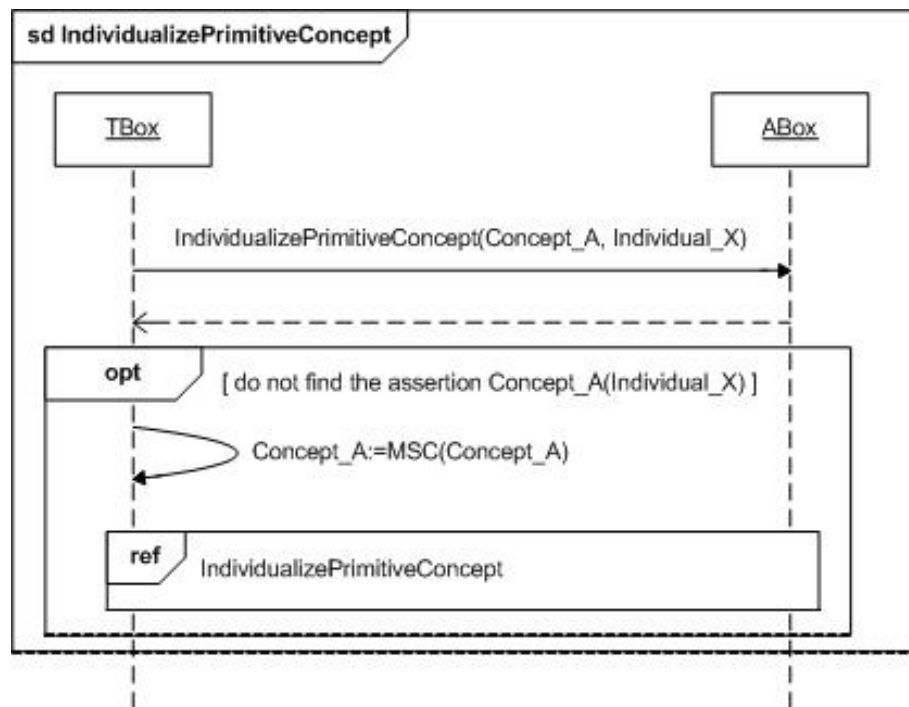 sd IndividualizePrimitiveConcept
TBox
ABox
IndividualizePrimitiveConcept(Concept_A, Individual_X)
opt
[ do not find the assertion Concept_A(Individual_X) ]
Concept_A:=MSC(Concept_A)
ref
IndividualizePrimitiveConcept